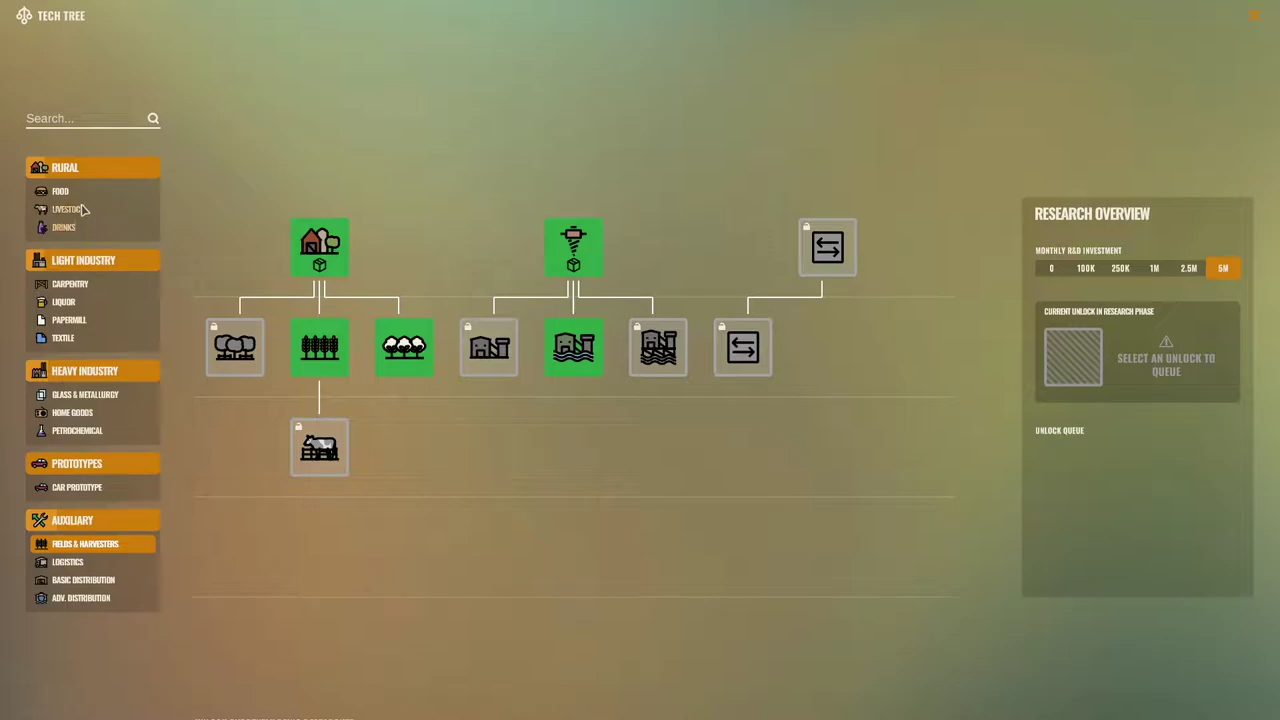 TECH TREE
Search...
RURAL
FOOD
LIVESTOCK
DRINKS
LIGHT INDUSTRY
CARPENTRY
LIQUOR
PAPERMILL
TEXTILE
HEAVY INDUSTRY
GLASS & METALLURGY
HOME GOODS
PETROCHEMICAL
PROTOTYPES
CAR PROTOTYPE
AUXILIARY
FIELDS & HARVESTERS
LOGISTICS
BASIC DISTRIBUTION
ADV. DISTRIBUTION
RESEARCH OVERVIEW
MONTHLY R&D INVESTMENT
0 100K 250K 1M 2.5M 5M
CURRENT UNLOCK IN RESEARCH PHASE
SELECT AN UNLOCK TO
QUEUE
UNLOCK QUEUE